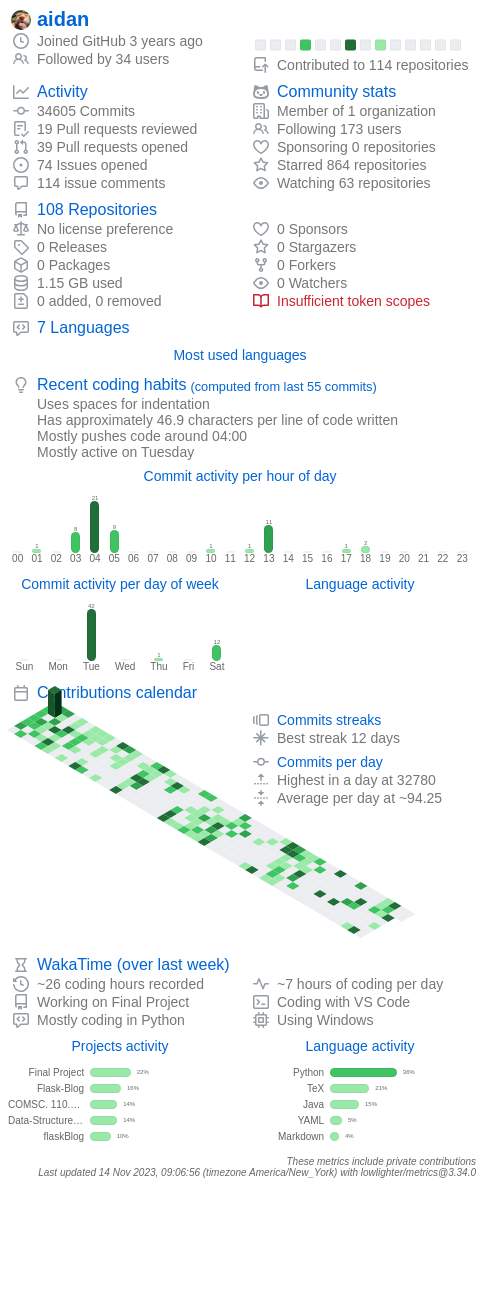 aidan
Joined GitHub 3 years ago
Followed by 34 users
Contributed to 114 repositories
Activity
34605 Commits
19 Pull requests reviewed
39 Pull requests opened
74 Issues opened
114 issue comments
Community stats
Member of 1 organization
Following 173 users
Sponsoring 0 repositories
Starred 864 repositories
Watching 63 repositories
108 Repositories
No license preference
0 Releases
0 Packages
1.15 GB used
0 added, 0 removed
0 Sponsors
0 Stargazers
0 Forkers
0 Watchers
Insufficient token scopes
7 Languages
Most used languages
Recent coding habits (computed from last 55 commits)
Uses spaces for indentation
Has approximately 46.9 characters per line of code written
Mostly pushes code around 04:00
Mostly active on Tuesday
Commit activity per hour of day
1 8 21 9 1 1 11 1 2
00 01 02 03 04 05 06 07 08 09 10 11 12 13 14 15 16 17 18 19 20 21 22 23
Commit activity per day of week
42 1 12
Sun Mon Tue Wed Thu Fri Sat
Language activity
Contributions calendar
Commits streaks
Best streak 12 days
Commits per day
Highest in a day at 32780
Average per day at ~94.25
WakaTime (over last week)
~26 coding hours recorded
Working on Final Project
Mostly coding in Python
~7 hours of coding per day
Coding with VS Code
Using Windows
Projects activity
Final Project 22%
Flask-Blog 16%
COMSC. 110.… 14%
Data-Structure… 14%
flaskBlog 10%
Language activity
Python 36%
TeX 21%
Java 15%
YAML 5%
Markdown 4%
These metrics include private contributions
Last updated 14 Nov 2023, 09:06:56 (timezone America/New_York) with lowlighter/metrics@3.34.0